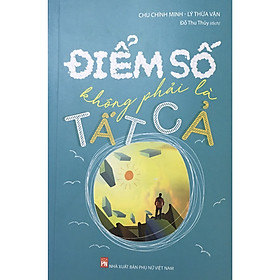 CHU CHÍNH MINH - LÝ THỪA VẬN
Đỗ Thu Thủy (dịch)
ĐIỂM SỐ
không phải là
TẤT CẢ
NHÀ XUẤT BẢN PHỤ NỮ VIỆT NAM